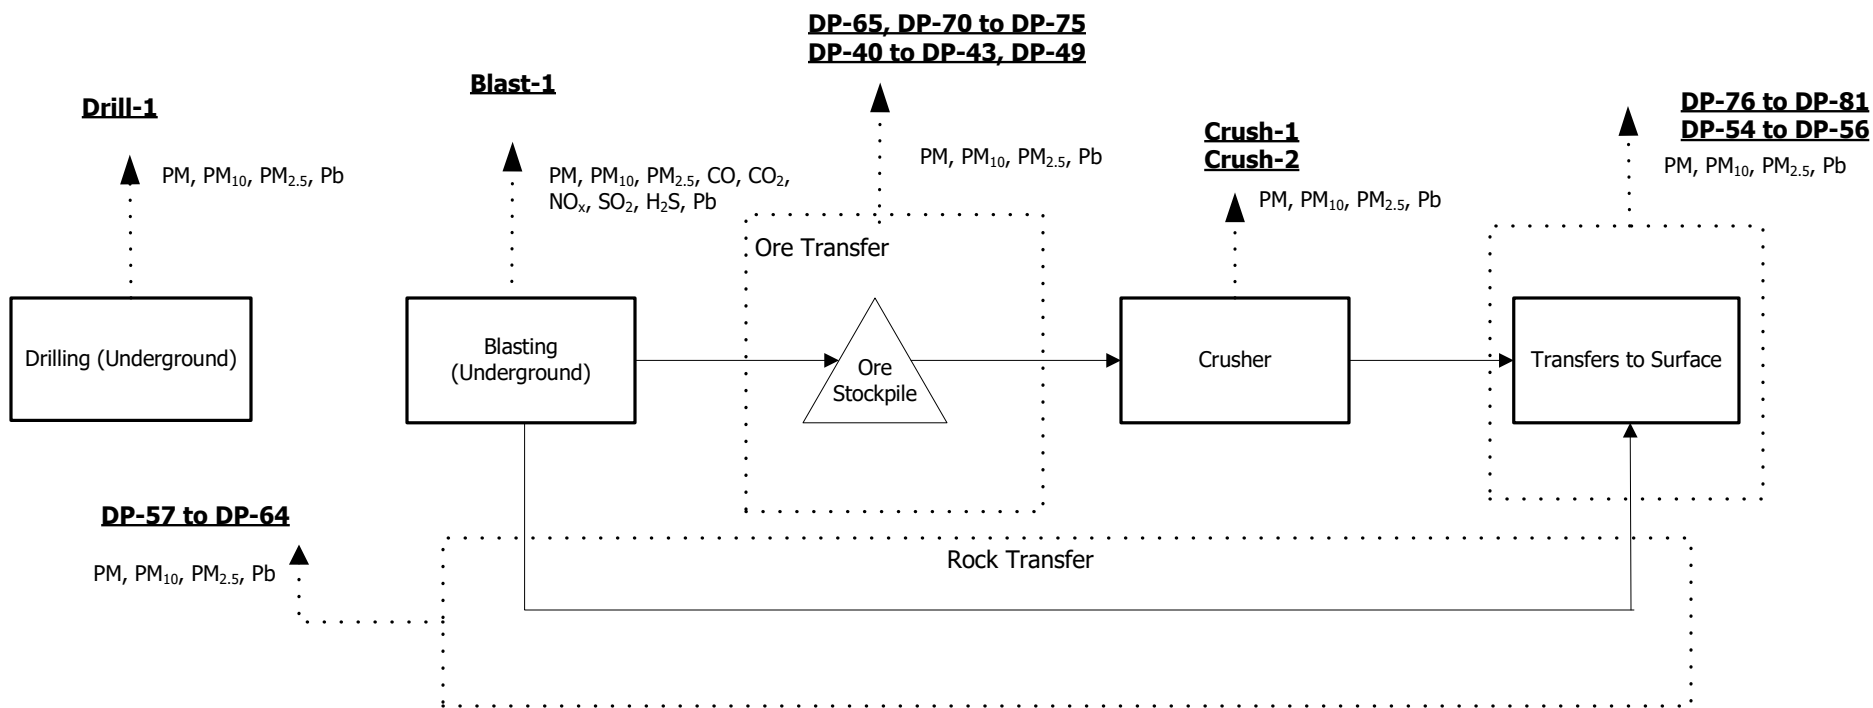 DP-65, DP-70 to DP-75
DP-40 to DP-43, DP-49
Blast-1
Drill-1
DP-76 to DP-81
DP-54 to DP-56
Crush-1
Crush-2
PM, PM₁₀, PM₂.₅, Pb
PM, PM₁₀, PM₂.₅, CO, CO₂,
NOₓ, SO₂, H₂S, Pb
PM, PM₁₀, PM₂.₅, Pb
PM, PM₁₀, PM₂.₅, Pb
PM, PM₁₀, PM₂.₅, Pb
Ore Transfer
Drilling (Underground)
Blasting
(Underground)
Ore
Stockpile
Crusher
Transfers to Surface
DP-57 to DP-64
PM, PM₁₀, PM₂.₅, Pb
Rock Transfer